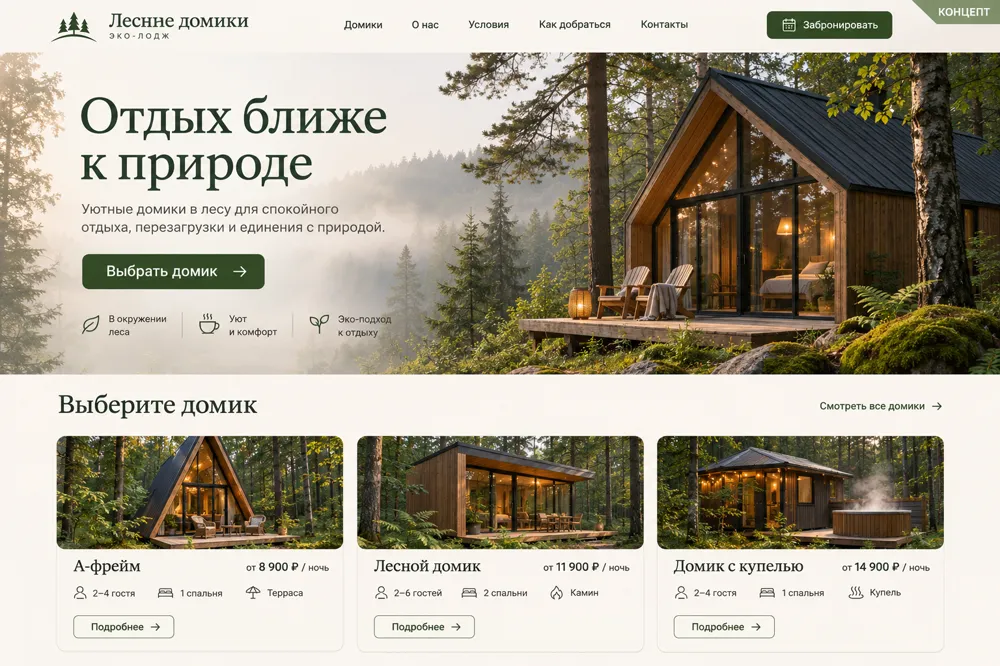 Леснне домики
ЭКО-ЛОДЖ
Домики
О нас
Условия
Как добраться
Контакты
Забронировать
КОНЦЕПТ
Отдых ближе
к природе
Уютные домики в лесу для спокойного
отдыха, перезагрузки и единения с природой.
Выбрать домик
В окружении
леса
Уют
и комфорт
Эко-подход
к отдыху
Выберите домик
Смотреть все домики
А-фрейм
от 8 900 ₽ / ночь
2–4 гостя
1 спальня
Терраса
Подробнее
Лесной домик
от 11 900 ₽ / ночь
2–6 гостей
2 спальни
Камин
Подробнее
Домик с купелью
от 14 900 ₽ / ночь
2–4 гостя
1 спальня
Купель
Подробнее